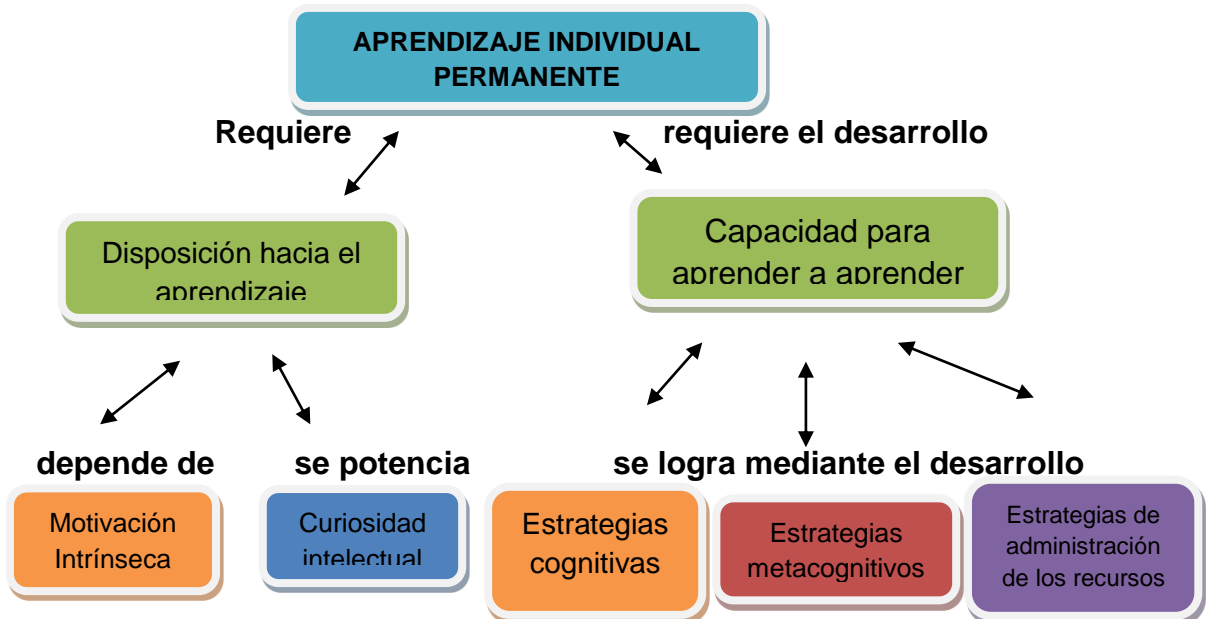 APRENDIZAJE INDIVIDUAL
PERMANENTE
Requiere
requiere el desarrollo
Disposición hacia el
aprendizaje
Capacidad para
aprender a aprender
depende de
se potencia
se logra mediante el desarrollo
Motivación
Intrínseca
Curiosidad
intelectual
Estrategias
cognitivas
Estrategias
metacognitivos
Estrategias de
administración
de los recursos